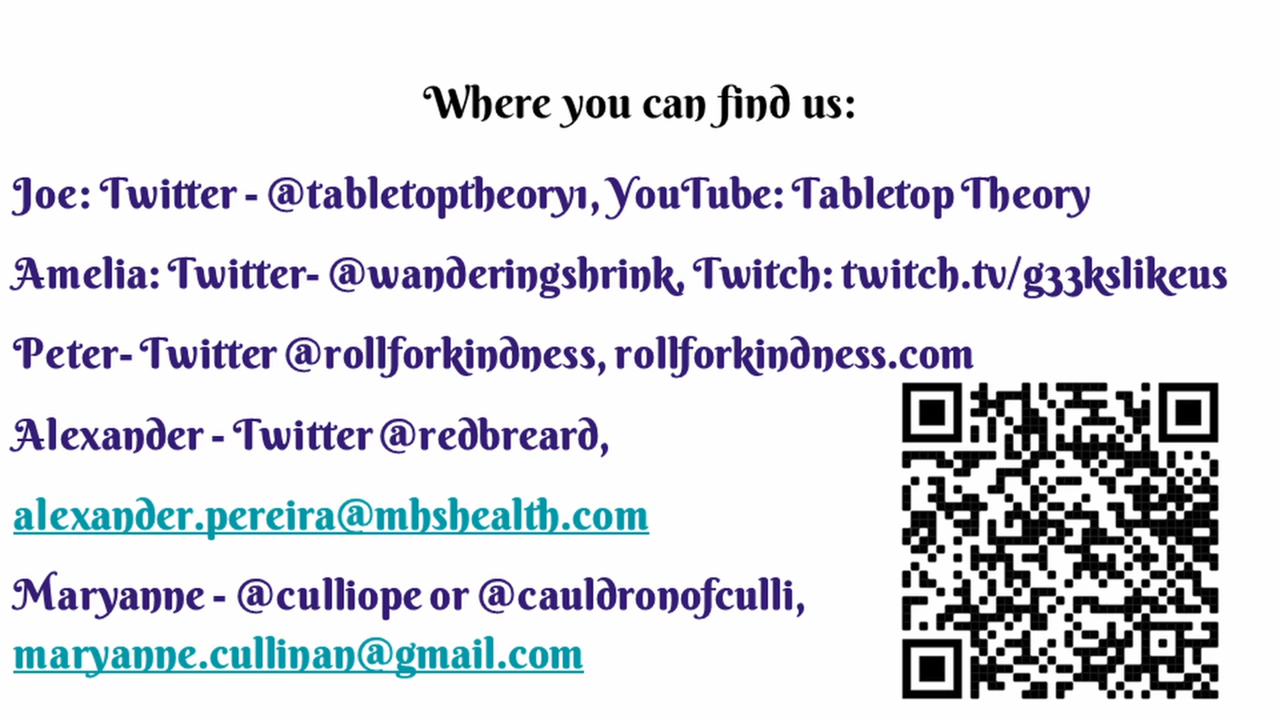 Where you can find us:
Joe: Twitter - @tabletoptheory1, YouTube: Tabletop Theory
Amelia: Twitter- @wanderingshrink, Twitch: twitch.tv/g33kslikeus
Peter- Twitter @rollforkindness, rollforkindness.com
Alexander - Twitter @redbreard,
alexander.pereira@mbshealth.com
Maryanne - @culliope or @cauldronofculli,
maryanne.cullinan@gmail.com